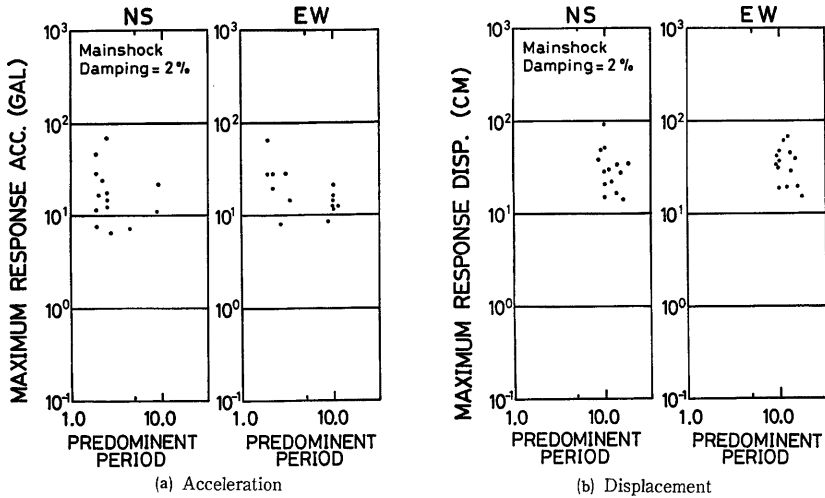 NS
EW
MAXIMUM RESPONSE ACC. (GAL)
10³
10²
10¹
10⁰
10⁻¹
Mainshock
Damping = 2 %
10³
10²
10¹
10⁰
10⁻¹
1.0 10.0
1.0 10.0
PREDOMINENT
PERIOD
PREDOMINENT
PERIOD
(a) Acceleration
NS
EW
MAXIMUM RESPONSE DISP. (CM)
10³
10²
10¹
10⁰
10⁻¹
Mainshock
Damping = 2 %
10³
10²
10¹
10⁰
10⁻¹
1.0 10.0
1.0 10.0
PREDOMINENT
PERIOD
PREDOMINENT
PERIOD
(b) Displacement